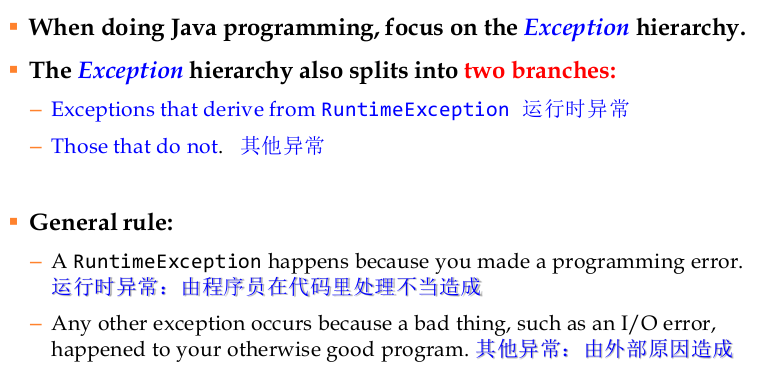 ▪ When doing Java programming, focus on the Exception hierarchy.
▪ The Exception hierarchy also splits into two branches:
– Exceptions that derive from RuntimeException 运行时异常
– Those that do not. 其他异常
▪ General rule:
– A RuntimeException happens because you made a programming error.
运行时异常：由程序员在代码里处理不当造成
– Any other exception occurs because a bad thing, such as an I/O error,
happened to your otherwise good program. 其他异常：由外部原因造成